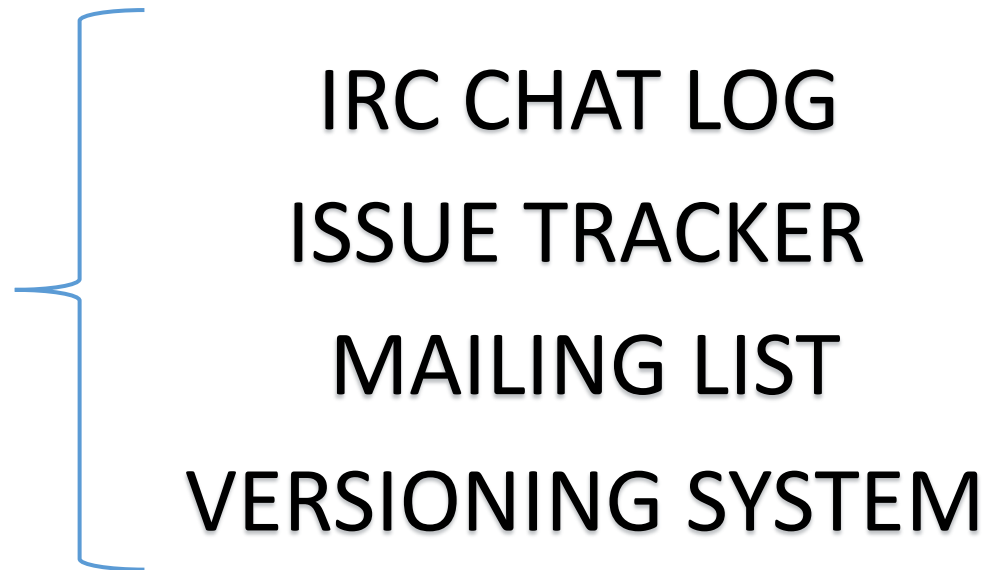 IRC CHAT LOG
ISSUE TRACKER
MAILING LIST
VERSIONING SYSTEM